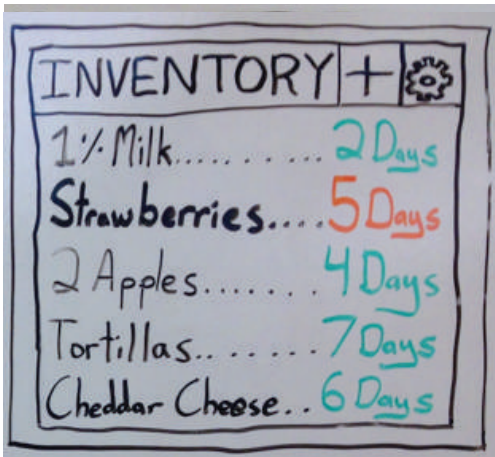 INVENTORY +
1% Milk........... 2 Days
Strawberries.... 5 Days
2 Apples....... 4 Days
Tortillas....... 7 Days
Cheddar Cheese.. 6 Days